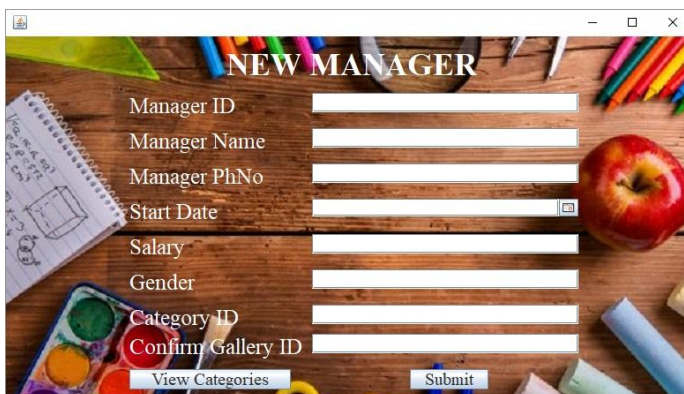 NEW MANAGER
Manager ID
Manager Name
Manager PhNo
Start Date
Salary
Gender
Category ID
Confirm Gallery ID
View Categories
Submit